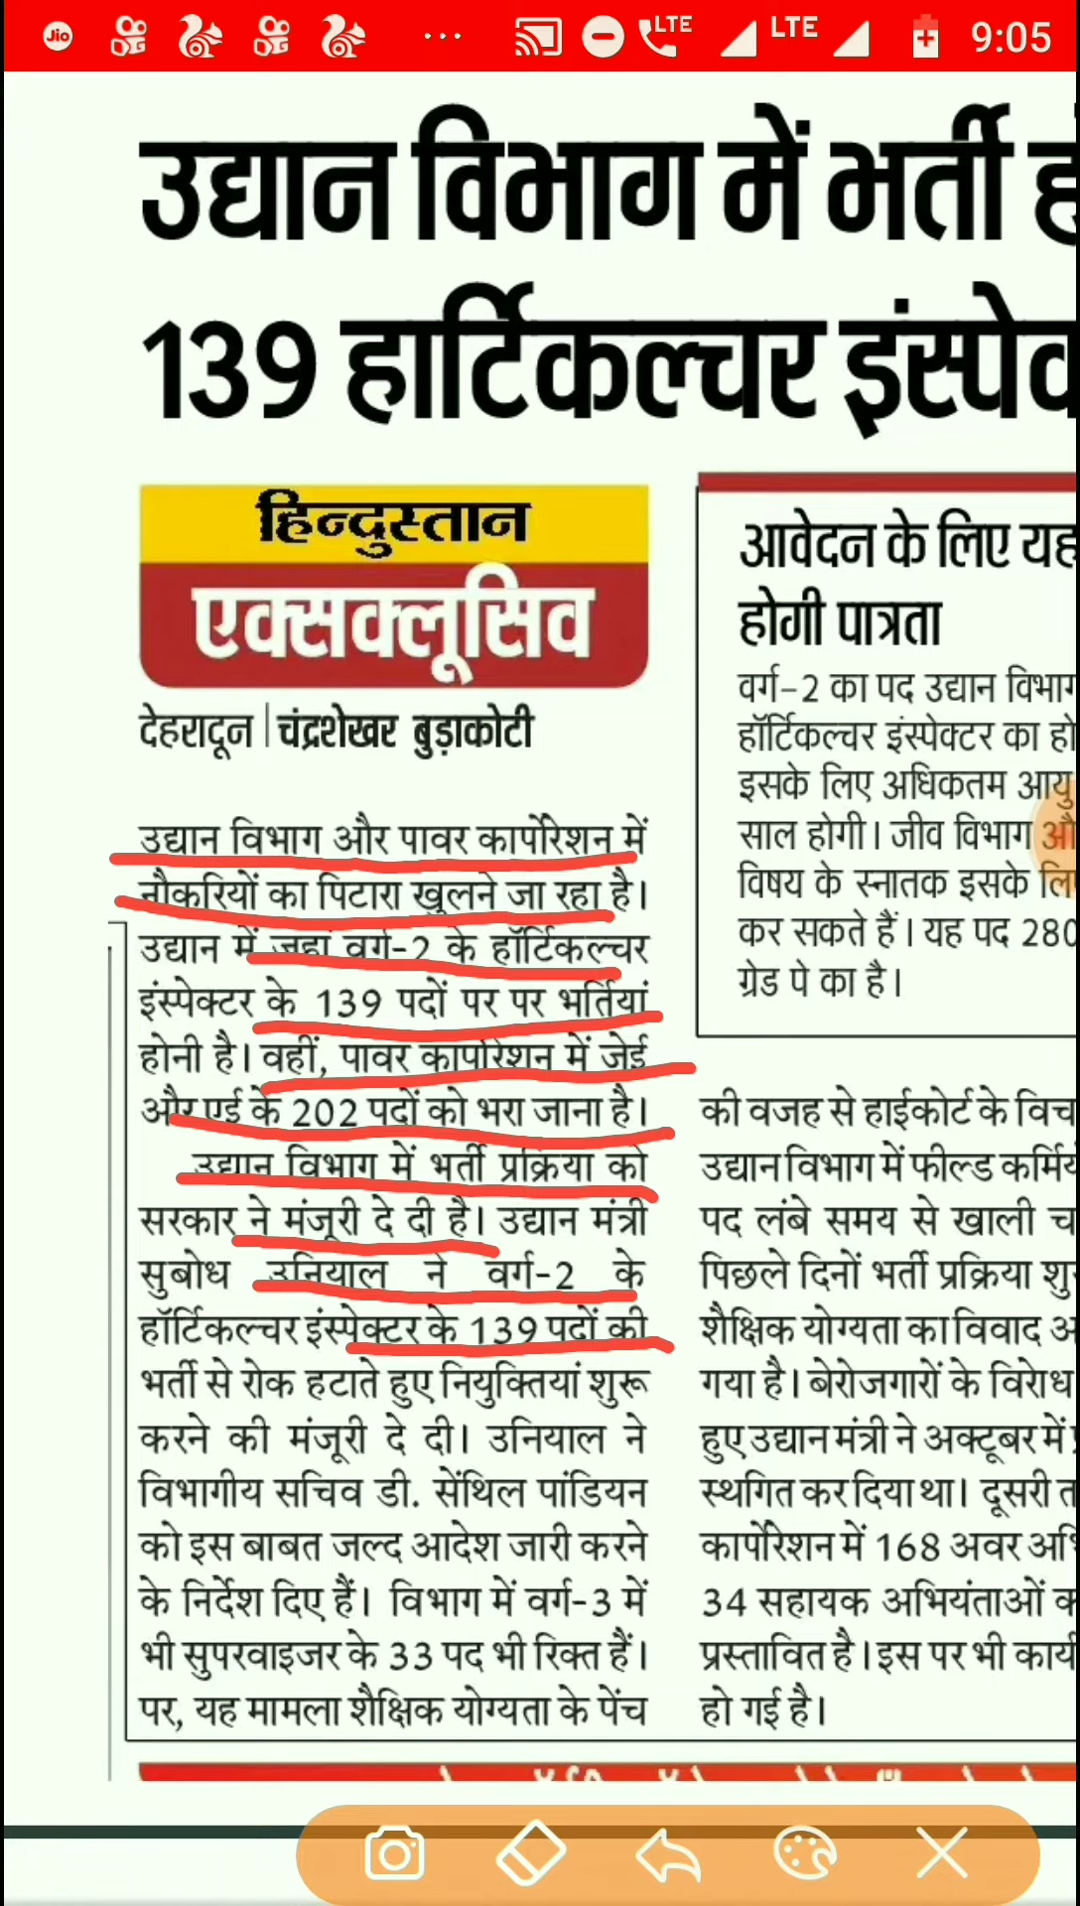 Jio
LTE
LTE
9:05
उद्यान विभाग में भर्ती
139 हार्टिकल्चर
हिन्दुस्तान
एक्सक्लूसिव
देहरादून | चंद्रशेखर बुड़ाकोटी
उद्यान विभाग और पावर कार्पोरेशन में
नौकरियों का पिटारा खुलने जा रहा है।
उद्यान में जहां वर्ग-2 के हॉर्टिकल्चर
इंस्पेक्टर के 139 पदों पर पर भर्तियां
होनी है। वहीं, पावर कार्पोरेशन में जेई
और एई के 202 पदों को भरा जाना है।
उद्यान विभाग में भर्ती प्रक्रिया को
सरकार ने मंजूरी दे दी है। उद्यान मंत्री
सुबोध उनियाल ने वर्ग-2 के
हॉर्टिकल्चर इंस्पेक्टर के 139 पदों की
भर्ती से रोक हटाते हुए नियुक्तियां शुरू
करने की मंजूरी दे दी। उनियाल ने
विभागीय सचिव डी. सेंथिल पांडियन
को इस बाबत जल्द आदेश जारी करने
के निर्देश दिए हैं। विभाग में वर्ग-3 में
भी सुपरवाइजर के 33 पद भी रिक्त हैं।
पर, यह मामला शैक्षिक योग्यता के पेंच
आवेदन के लिए यह
होगी पात्रता
वर्ग-2 का पद उद्यान
हॉर्टिकल्चर इंस्पेक्टर का
इसके लिए अधिकतम आयु
साल होगी। जीव विभाग
विषय के स्नातक इसके
कर सकते हैं। यह पद
ग्रेड पे का है।
की वजह से हाईकोर्ट के
उद्यान विभाग में फील्ड
पद लंबे समय से खाली
पिछले दिनों भर्ती प्रक्रिया
शैक्षिक योग्यता का विवाद
गया है। बेरोजगारों के विरोध
हुए उद्यान मंत्री ने अक्टूबर में
स्थगित कर दिया था। दूसरी
कार्पोरेशन में 168 अवर
34 सहायक अभियंताओं
प्रस्तावित है। इस पर भी
हो गई है।